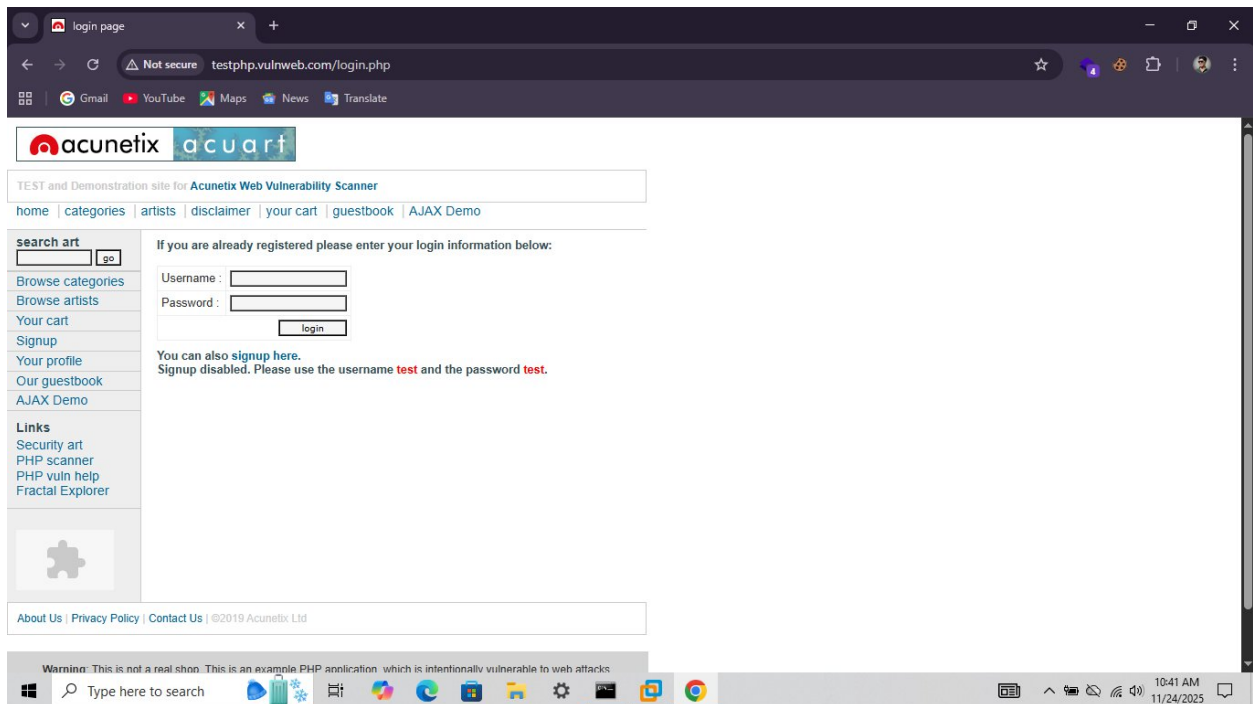 login page
Not secure testphp.vulnweb.com/login.php
4
Gmail YouTube Maps News Translate
acunetix acuart
TEST and Demonstration site for Acunetix Web Vulnerability Scanner
home | categories | artists | disclaimer | your cart | guestbook | AJAX Demo
search art
go
Browse categories
Browse artists
Your cart
Signup
Your profile
Our guestbook
AJAX Demo
Links
Security art
PHP scanner
PHP vuln help
Fractal Explorer
If you are already registered please enter your login information below:
Username :
Password :
login
You can also signup here.
Signup disabled. Please use the username test and the password test.
About Us | Privacy Policy | Contact Us | ©2019 Acunetix Ltd
Warning: This is not a real shop. This is an example PHP application, which is intentionally vulnerable to web attacks
Type here to search
10:41 AM
11/24/2025